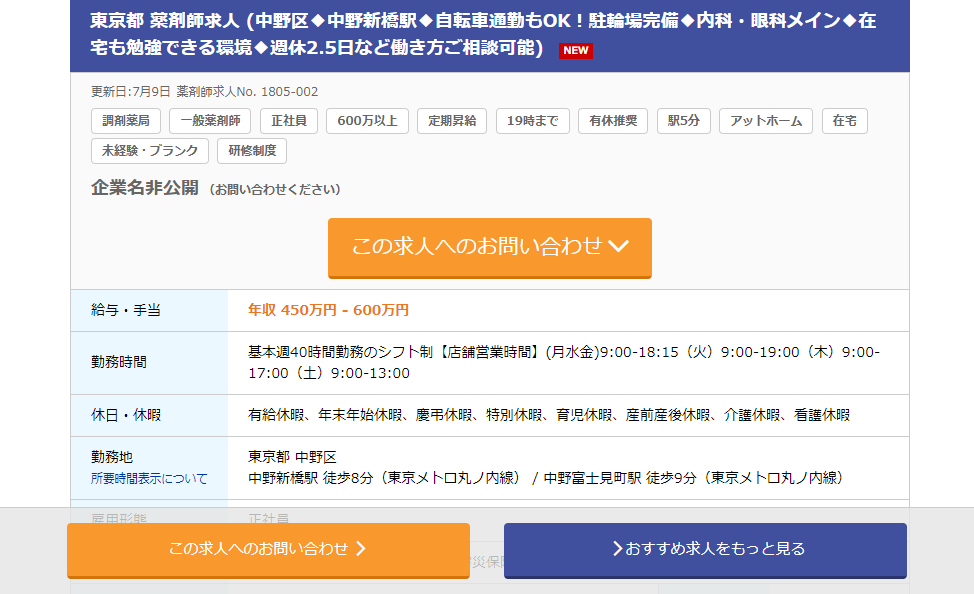 東京都 薬剤師求人 (中野区◆中野新橋駅◆自転車通勤もOK！駐輪場完備◆内科・眼科メイン◆在
宅も勉強できる環境◆週休2.5日など働き方ご相談可能) NEW
更新日:7月9日 薬剤師求人No. 1805-002
調剤薬局 一般薬剤師 正社員 600万以上 定期昇給 19時まで 有休推奨 駅5分 アットホーム 在宅
未経験・ブランク 研修制度
企業名非公開 (お問い合わせください)
この求人へのお問い合わせ
給与・手当 年収 450万円 - 600万円
勤務時間 基本週40時間勤務のシフト制【店舗営業時間】(月水金)9:00-18:15（火）9:00-19:00（木）9:00-
17:00（土）9:00-13:00
休日・休暇 有給休暇、年末年始休暇、慶弔休暇、特別休暇、育児休暇、産前産後休暇、介護休暇、看護休暇
勤務地 東京都 中野区
所要時間表示について 中野新橋駅 徒歩8分（東京メトロ丸ノ内線） / 中野富士見町駅 徒歩9分（東京メトロ丸ノ内線）
雇用形態 正社員
この求人へのお問い合わせ おすすめ求人をもっと見る